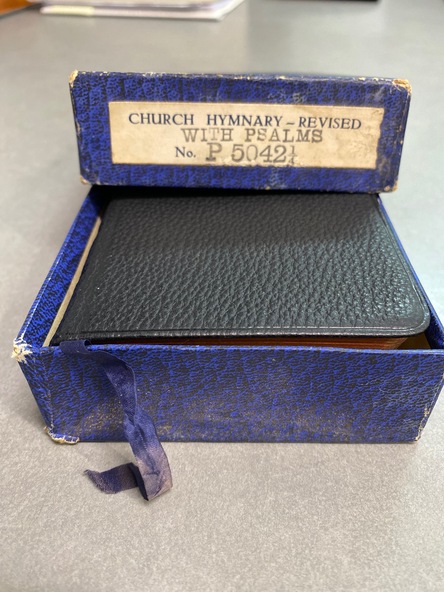 CHURCH HYMNARY – REVISED
WITH PSALMS
No. P 50421